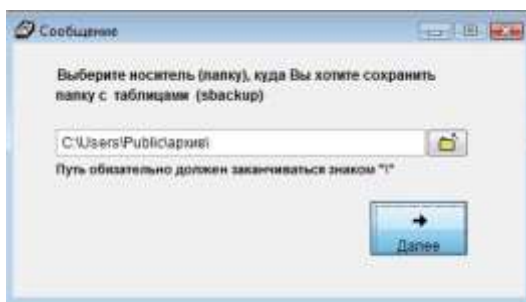 Сообщение
Выберите носитель (папку), куда Вы хотите сохранить
папку с таблицами (sbackup)
C:\Users\Public\архив\
Путь обязательно должен заканчиваться знаком "\"
Далее